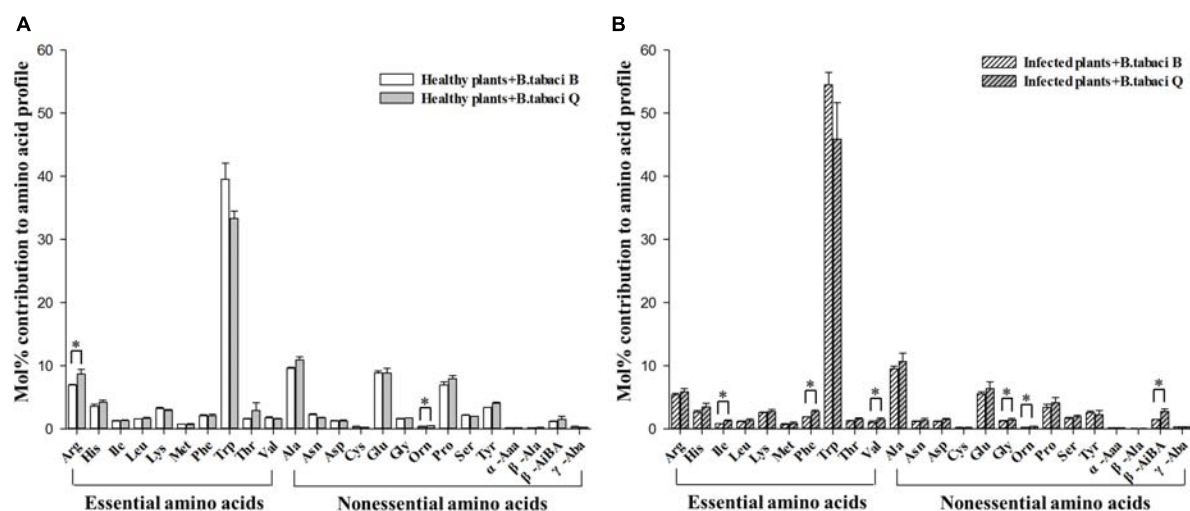 A
Mol% contribution to amino acid profile
60
50
40
30
20
10
0
Healthy plants+B.tabaci B
Healthy plants+B.tabaci Q
*
*
Arg
His
Ile
Leu
Lys
Met
Phe
Trp
Thr
Val
Ala
Asn
Asp
Cys
Glu
Gly
Orn
Pro
Ser
Tyr
α-Aaa
β-Ala
β-AIBA
γ-Aba
Essential amino acids
Nonessential amino acids
B
Mol% contribution to amino acid profile
60
50
40
30
20
10
0
Infected plants+B.tabaci B
Infected plants+B.tabaci Q
*
*
*
*
*
*
Arg
His
Ile
Leu
Lys
Met
Phe
Trp
Thr
Val
Ala
Asn
Asp
Cys
Glu
Gly
Orn
Pro
Ser
Tyr
α-Aaa
β-Ala
β-AIBA
γ-Aba
Essential amino acids
Nonessential amino acids